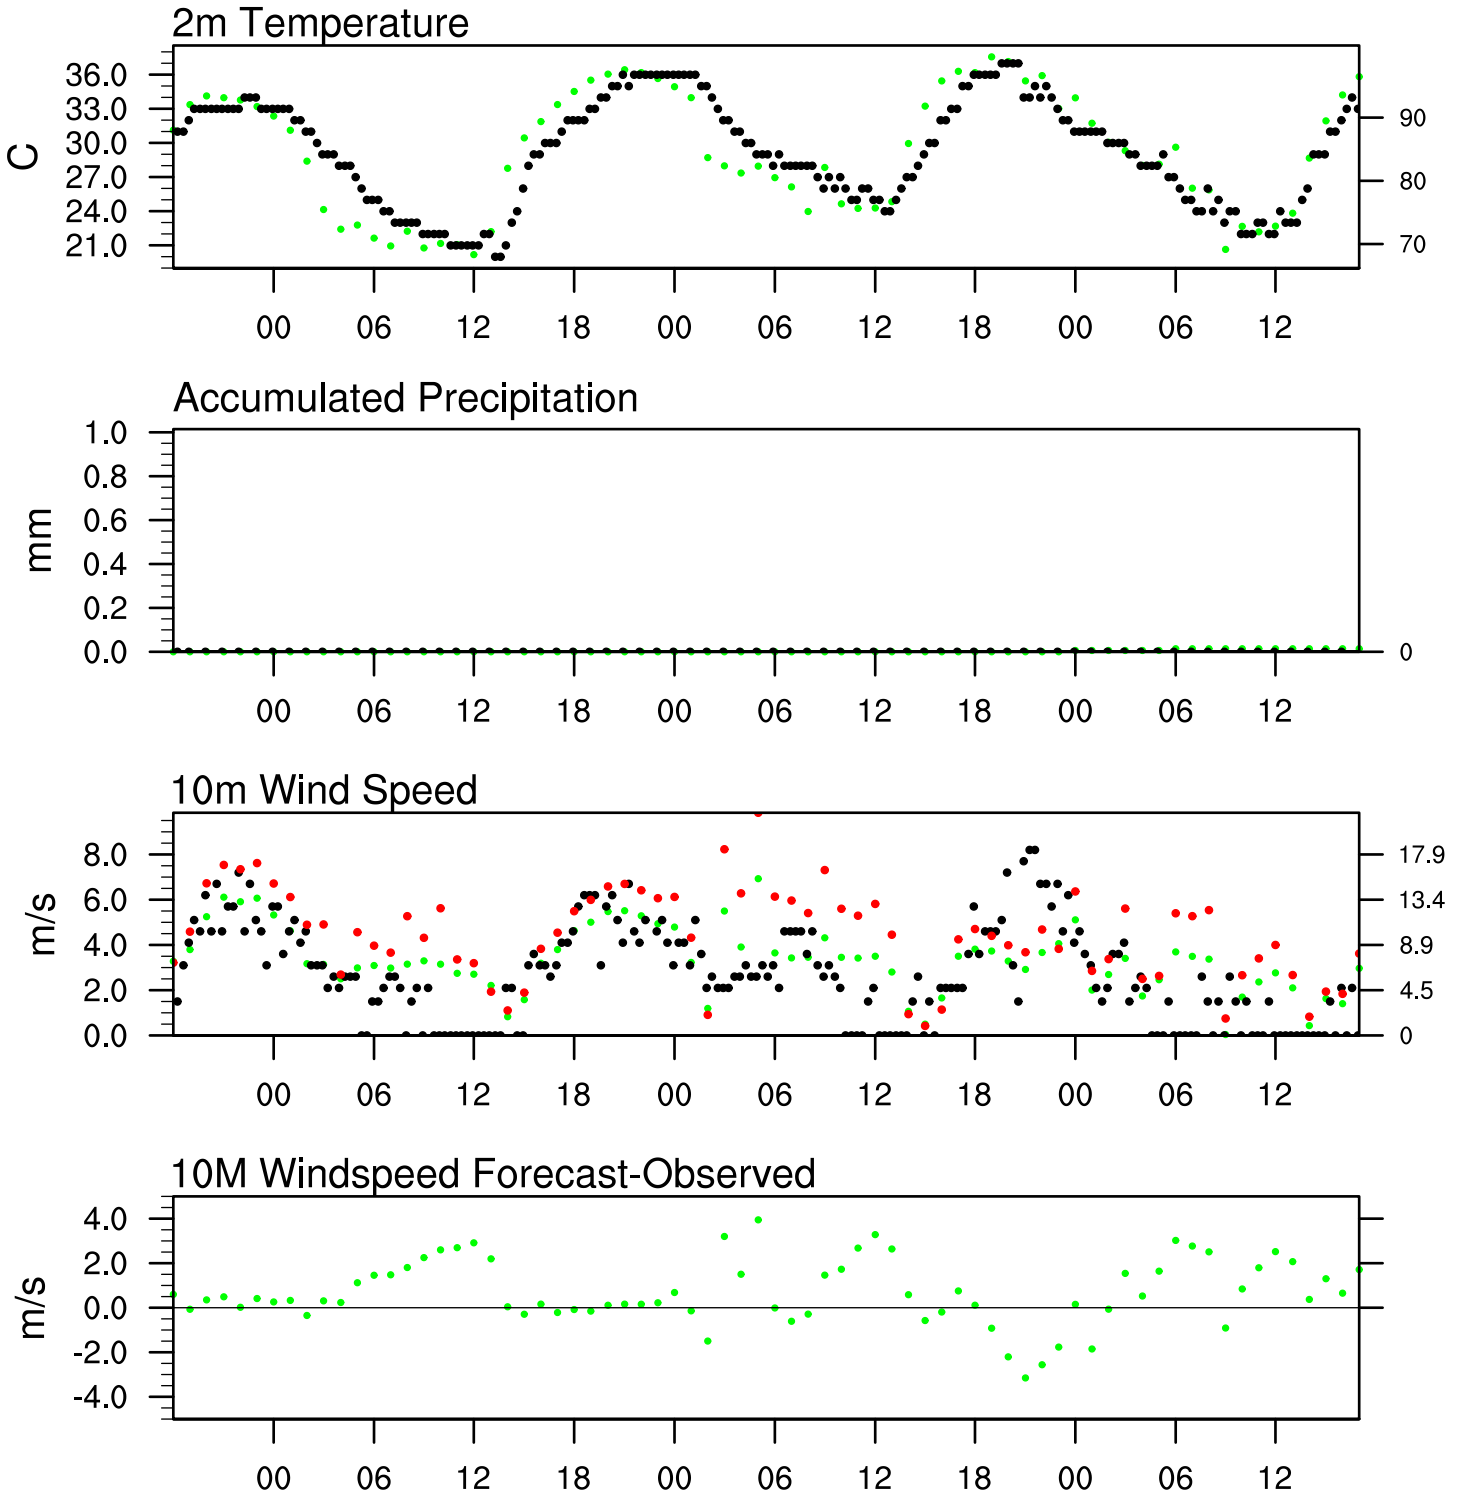 2m Temperature
36.0
33.0
30.0
27.0
24.0
21.0
C
90
80
70
00 06 12 18 00 06 12 18 00 06 12
Accumulated Precipitation
1.0
0.8
0.6
0.4
0.2
0.0
mm
0
00 06 12 18 00 06 12 18 00 06 12
10m Wind Speed
8.0
6.0
4.0
2.0
0.0
m/s
17.9
13.4
8.9
4.5
0
00 06 12 18 00 06 12 18 00 06 12
10M Windspeed Forecast-Observed
4.0
2.0
0.0
-2.0
-4.0
m/s
00 06 12 18 00 06 12 18 00 06 12